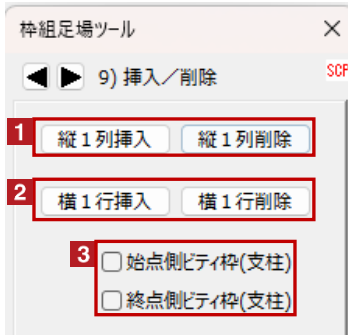 枠組足場ツール ×
◀ ▶ 9) 挿入／削除 SCP
1 縦１列挿入 縦１列削除
2 横１行挿入 横１行削除
3 始点側ビティ枠(支柱)
終点側ビティ枠(支柱)